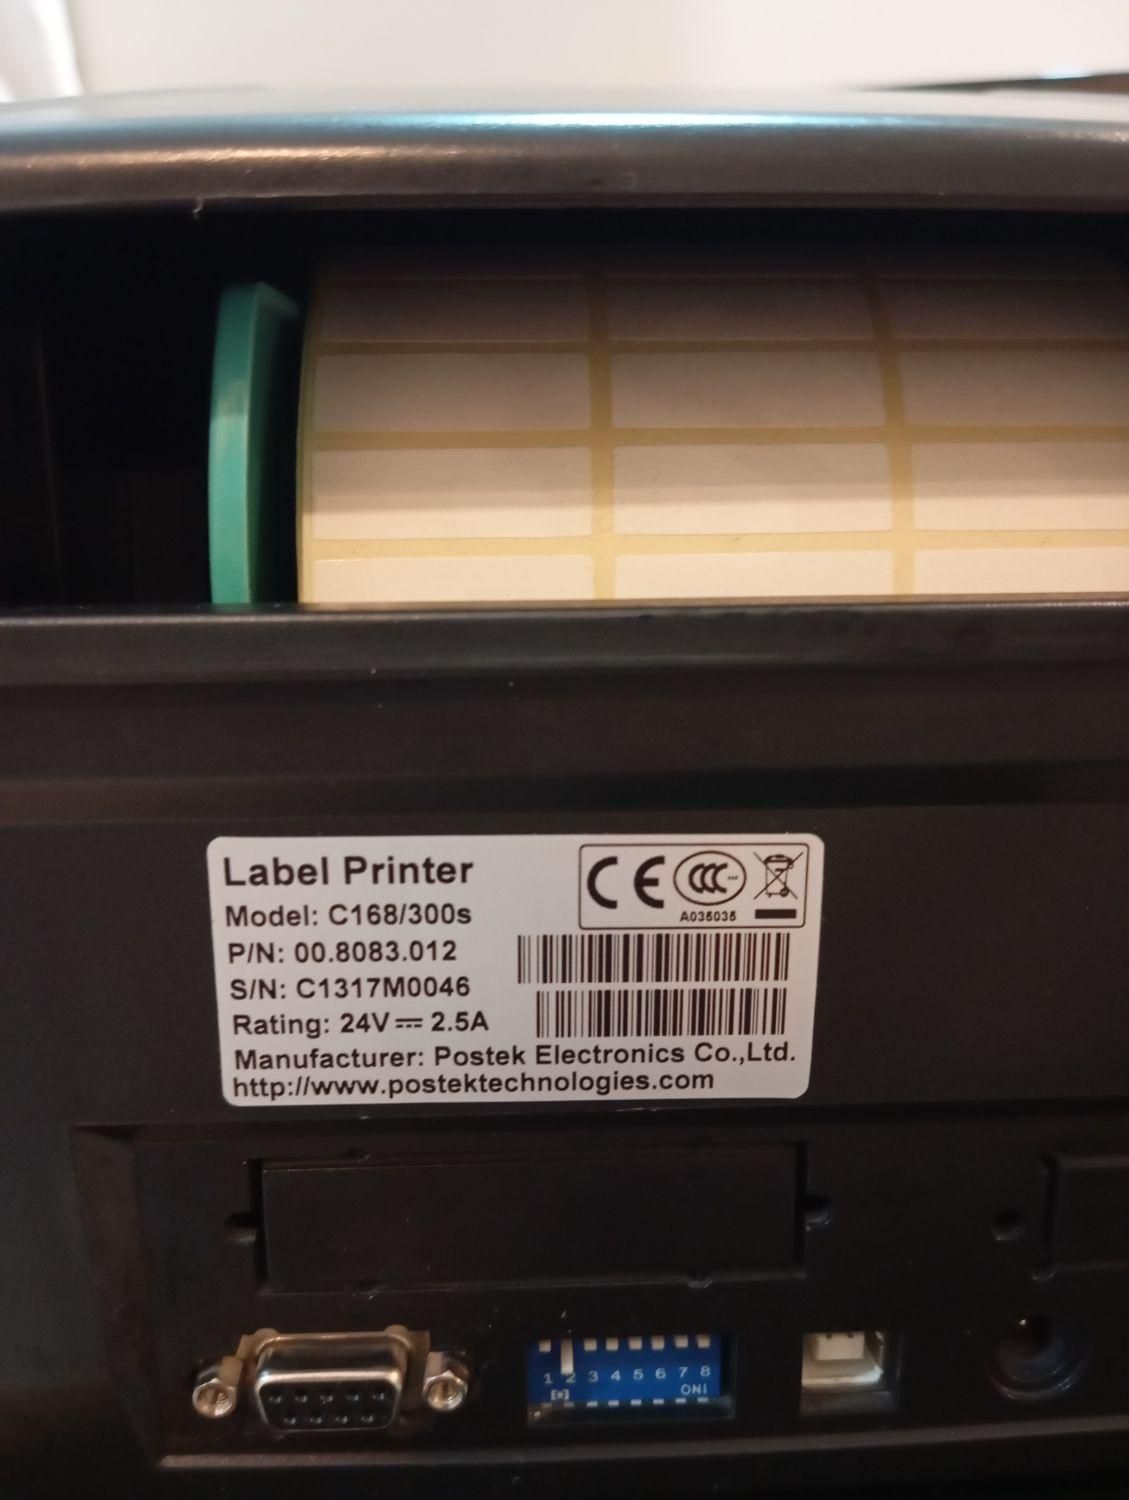 Label Printer
CE CCC S&E
A035035
Model: C168/300s
P/N: 00.8083.012
S/N: C1317M0046
Rating: 24V⎓2.5A
Manufacturer: Postek Electronics Co.,Ltd.
http://www.postektechnologies.com
1 2 3 4 5 6 7 8
ON!